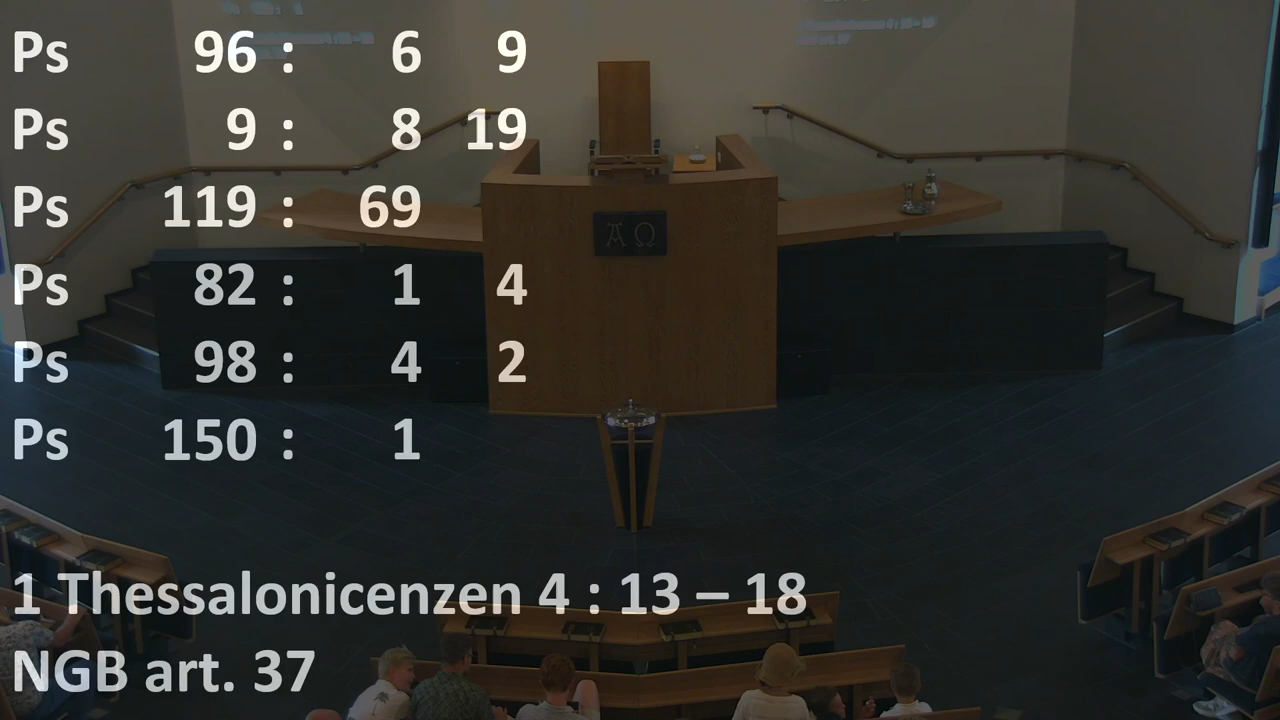 Ps 96 : 6 9
Ps 9 : 8 19
Ps 119 : 69
Ps 82 : 1 4
Ps 98 : 4 2
Ps 150 : 1
Α Ω
1 Thessalonicenzen 4 : 13 – 18
NGB art. 37